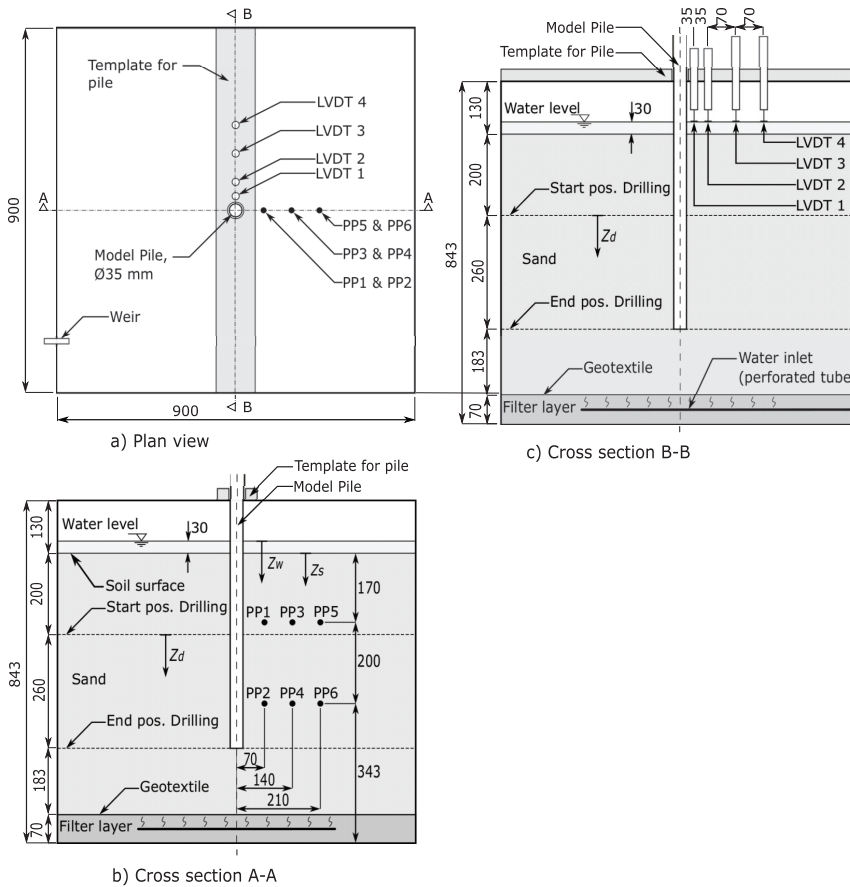 B
Template for
pile
LVDT 4
LVDT 3
LVDT 2
LVDT 1
A
A
900
PP5 & PP6
PP3 & PP4
PP1 & PP2
Model Pile,
Ø35 mm
Weir
900
B
a) Plan view
35
35
70
70
Model Pile
Template for Pile
130
Water level
30
LVDT 4
LVDT 3
LVDT 2
LVDT 1
200
Start pos. Drilling
Zd
843
260
Sand
End pos. Drilling
183
Geotextile
Water inlet
(perforated tube
70
Filter layer
c) Cross section B-B
Template for pile
Model Pile
130
Water level
30
Zw
Zs
Soil surface
170
200
Start pos. Drilling
PP1
PP3
PP5
Zd
200
843
260
Sand
PP2
PP4
PP6
End pos. Drilling
70
140
210
343
183
Geotextile
70
Filter layer
b) Cross section A-A